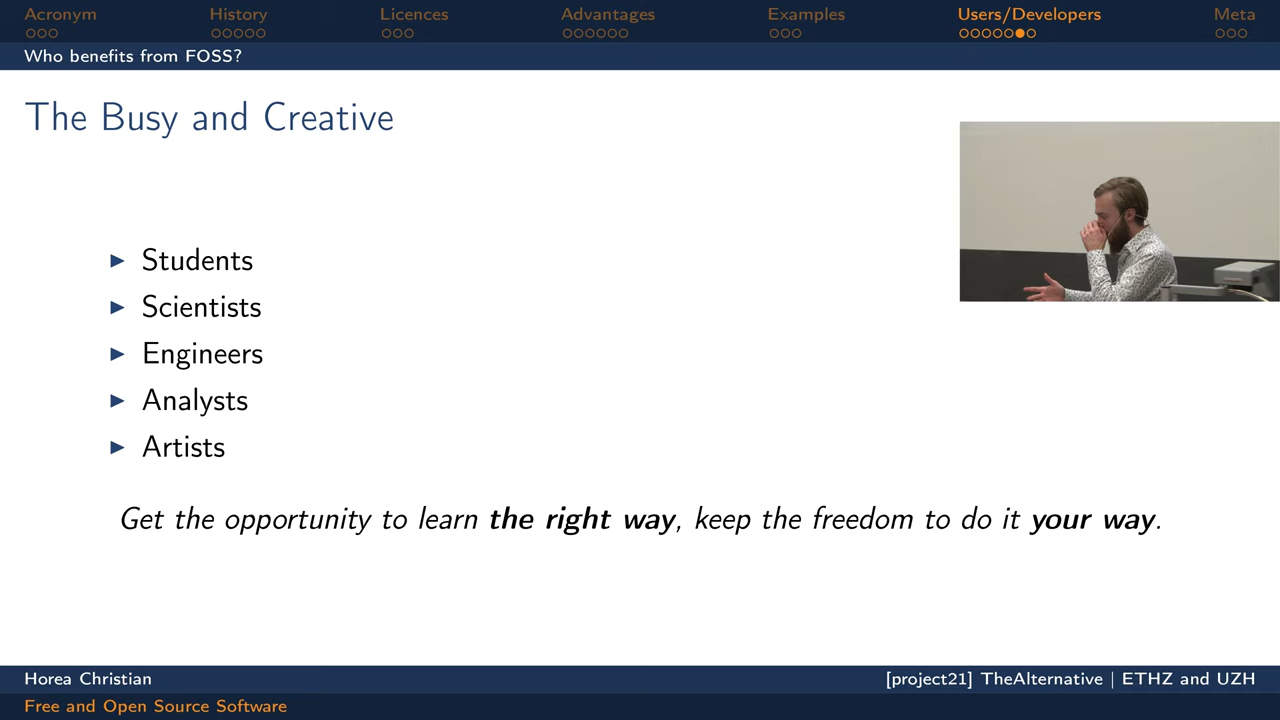 Acronym History Licences Advantages Examples Users/Developers Meta
Who benefits from FOSS?
The Busy and Creative
Students
Scientists
Engineers
Analysts
Artists
Get the opportunity to learn the right way, keep the freedom to do it your way.
Horea Christian [project21] TheAlternative | ETHZ and UZH
Free and Open Source Software